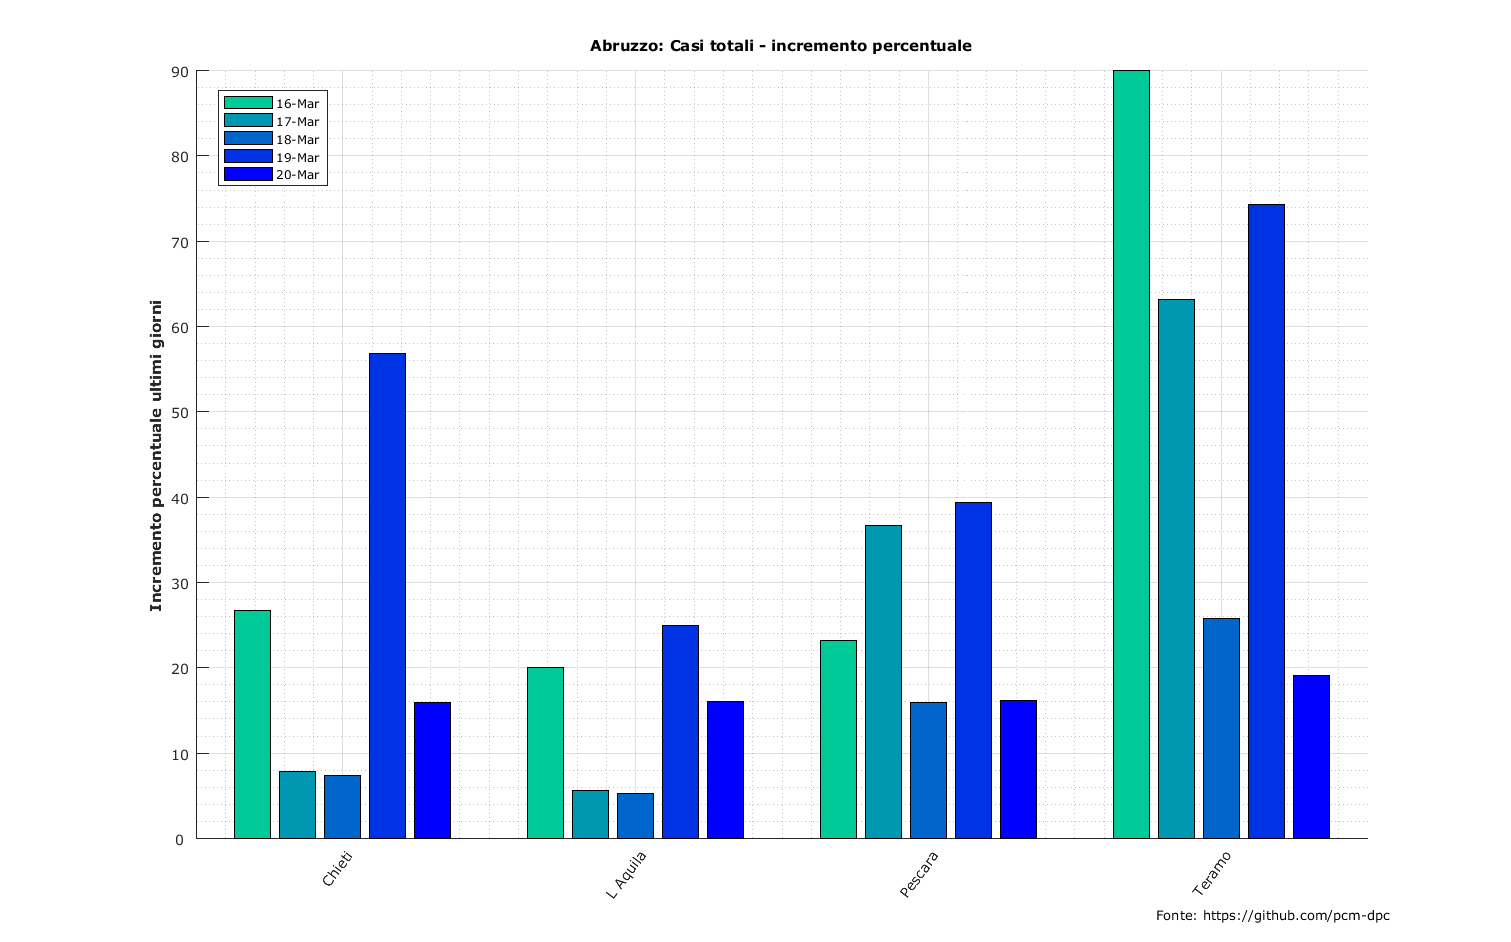 Abruzzo: Casi totali - incremento percentuale
90
80
70
60
50
40
30
20
10
0
16-Mar
17-Mar
18-Mar
19-Mar
20-Mar
Incremento percentuale ultimi giorni
Chieti
L Aquila
Pescara
Teramo
Fonte: https://github.com/pcm-dpc